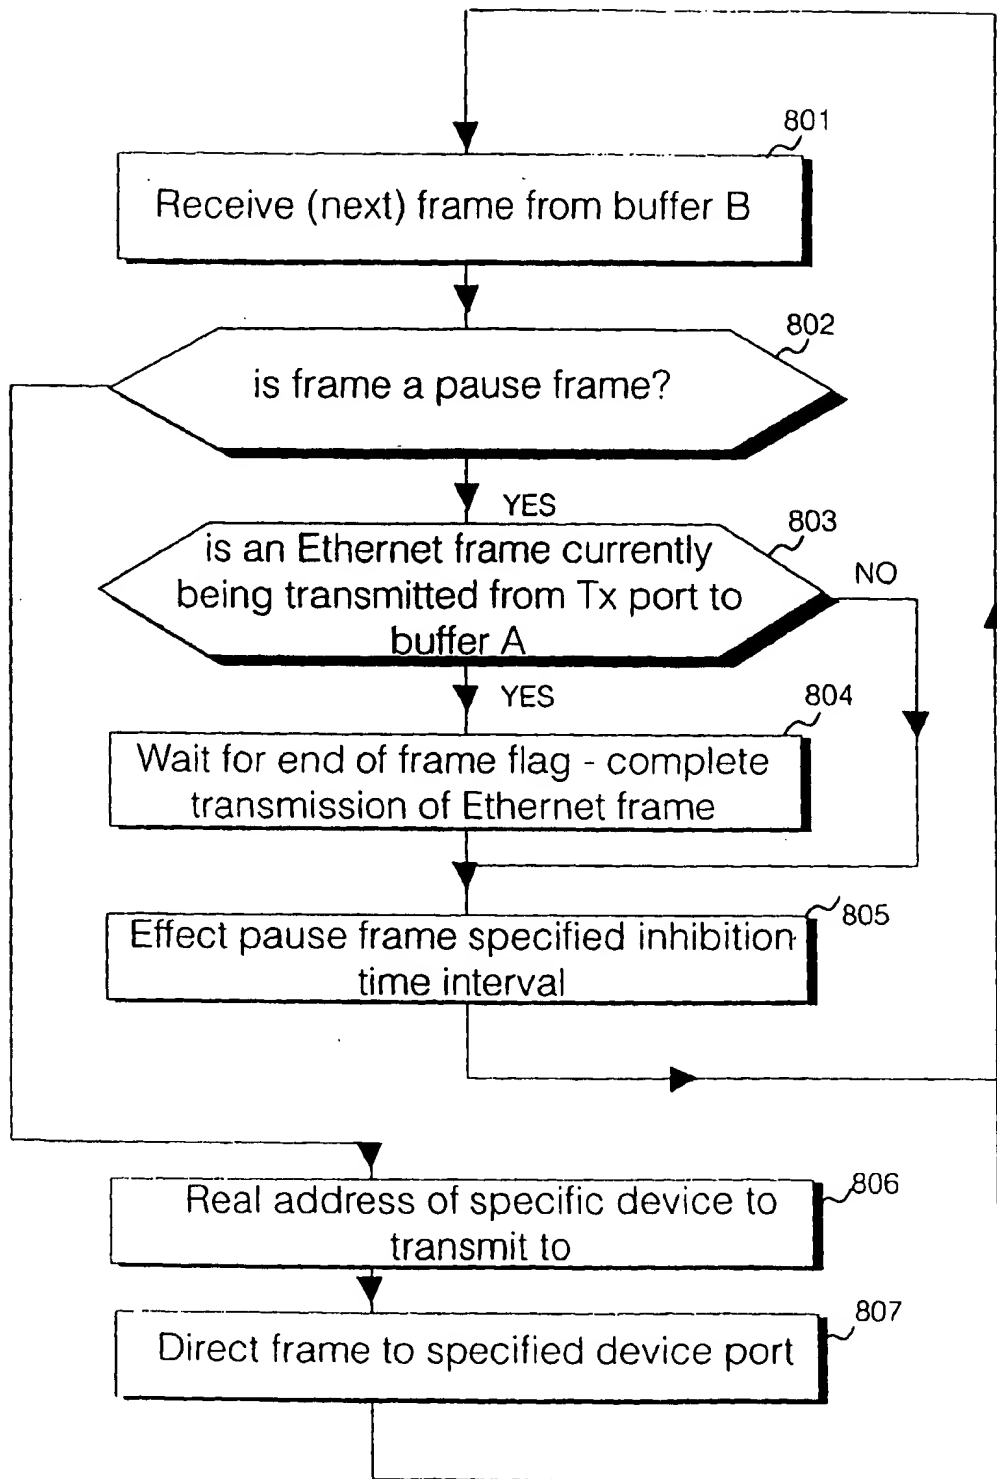 801
Receive (next) frame from buffer B
802
is frame a pause frame?
YES
803
is an Ethernet frame currently
being transmitted from Tx port to
buffer A
NO
YES
804
Wait for end of frame flag - complete
transmission of Ethernet frame
805
Effect pause frame specified inhibition
time interval
806
Real address of specific device to
transmit to
807
Direct frame to specified device port